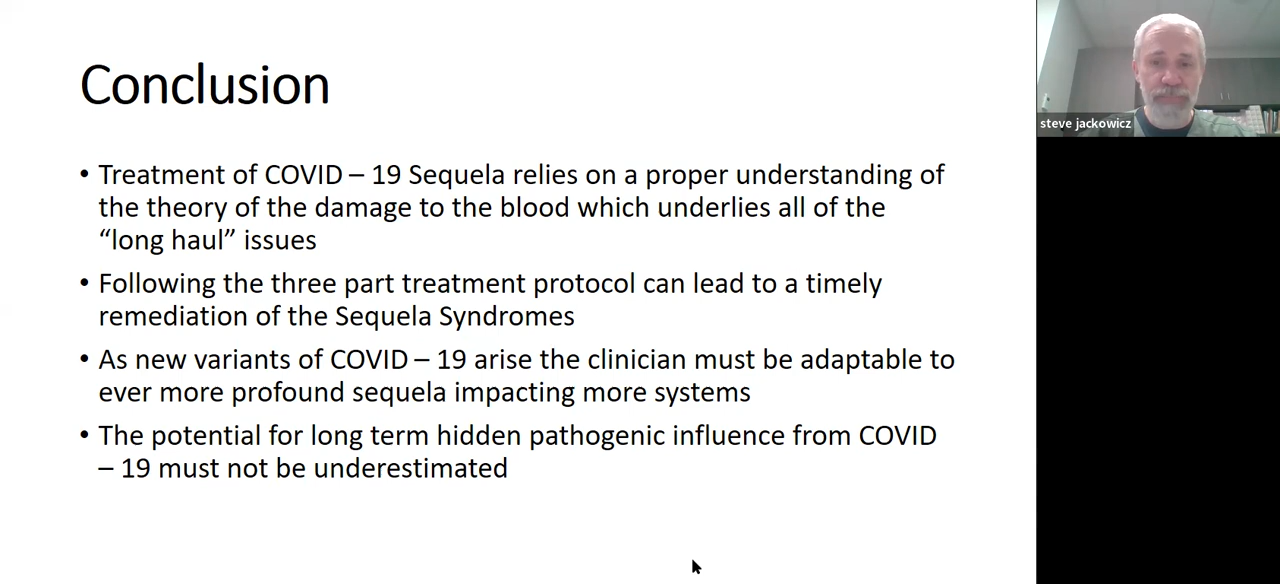 Conclusion
• Treatment of COVID – 19 Sequela relies on a proper understanding of
the theory of the damage to the blood which underlies all of the
“long haul” issues
• Following the three part treatment protocol can lead to a timely
remediation of the Sequela Syndromes
• As new variants of COVID – 19 arise the clinician must be adaptable to
ever more profound sequela impacting more systems
• The potential for long term hidden pathogenic influence from COVID
– 19 must not be underestimated
steve jackowicz